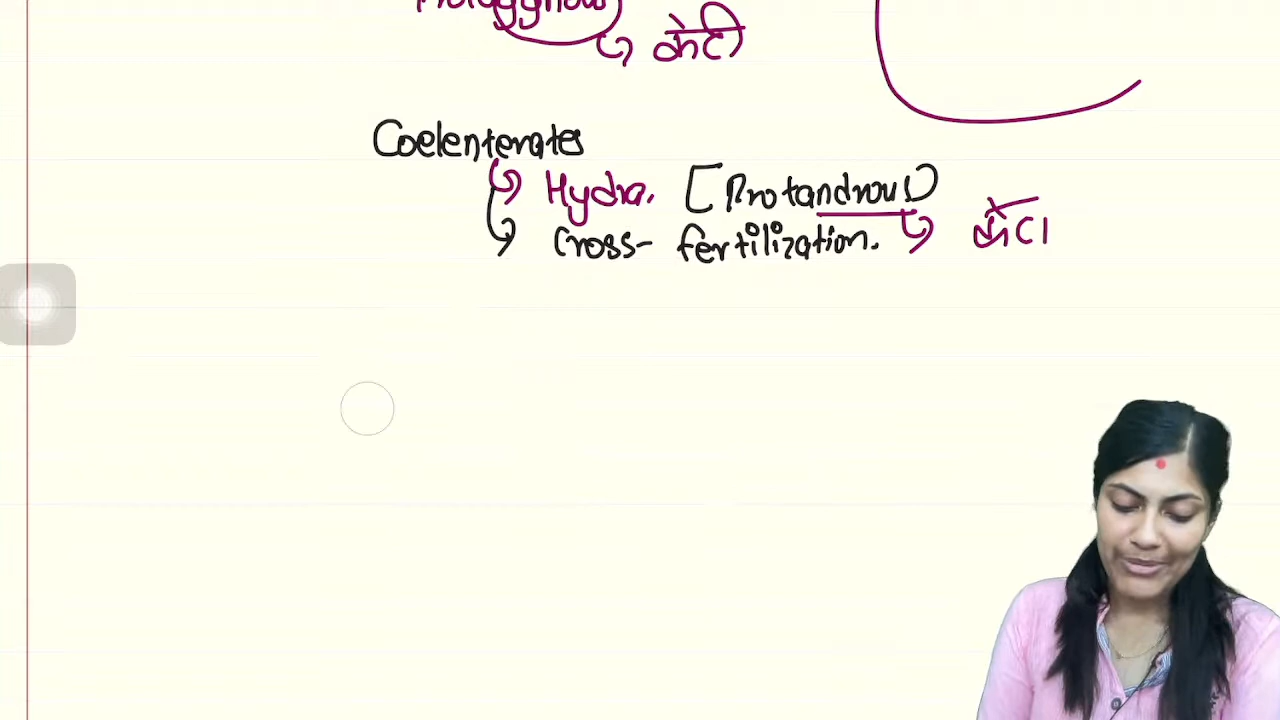 केटी
Coelenterates
↳ Hydra. [Protandrous]
↳ cross- fertilization. ↳ केटा